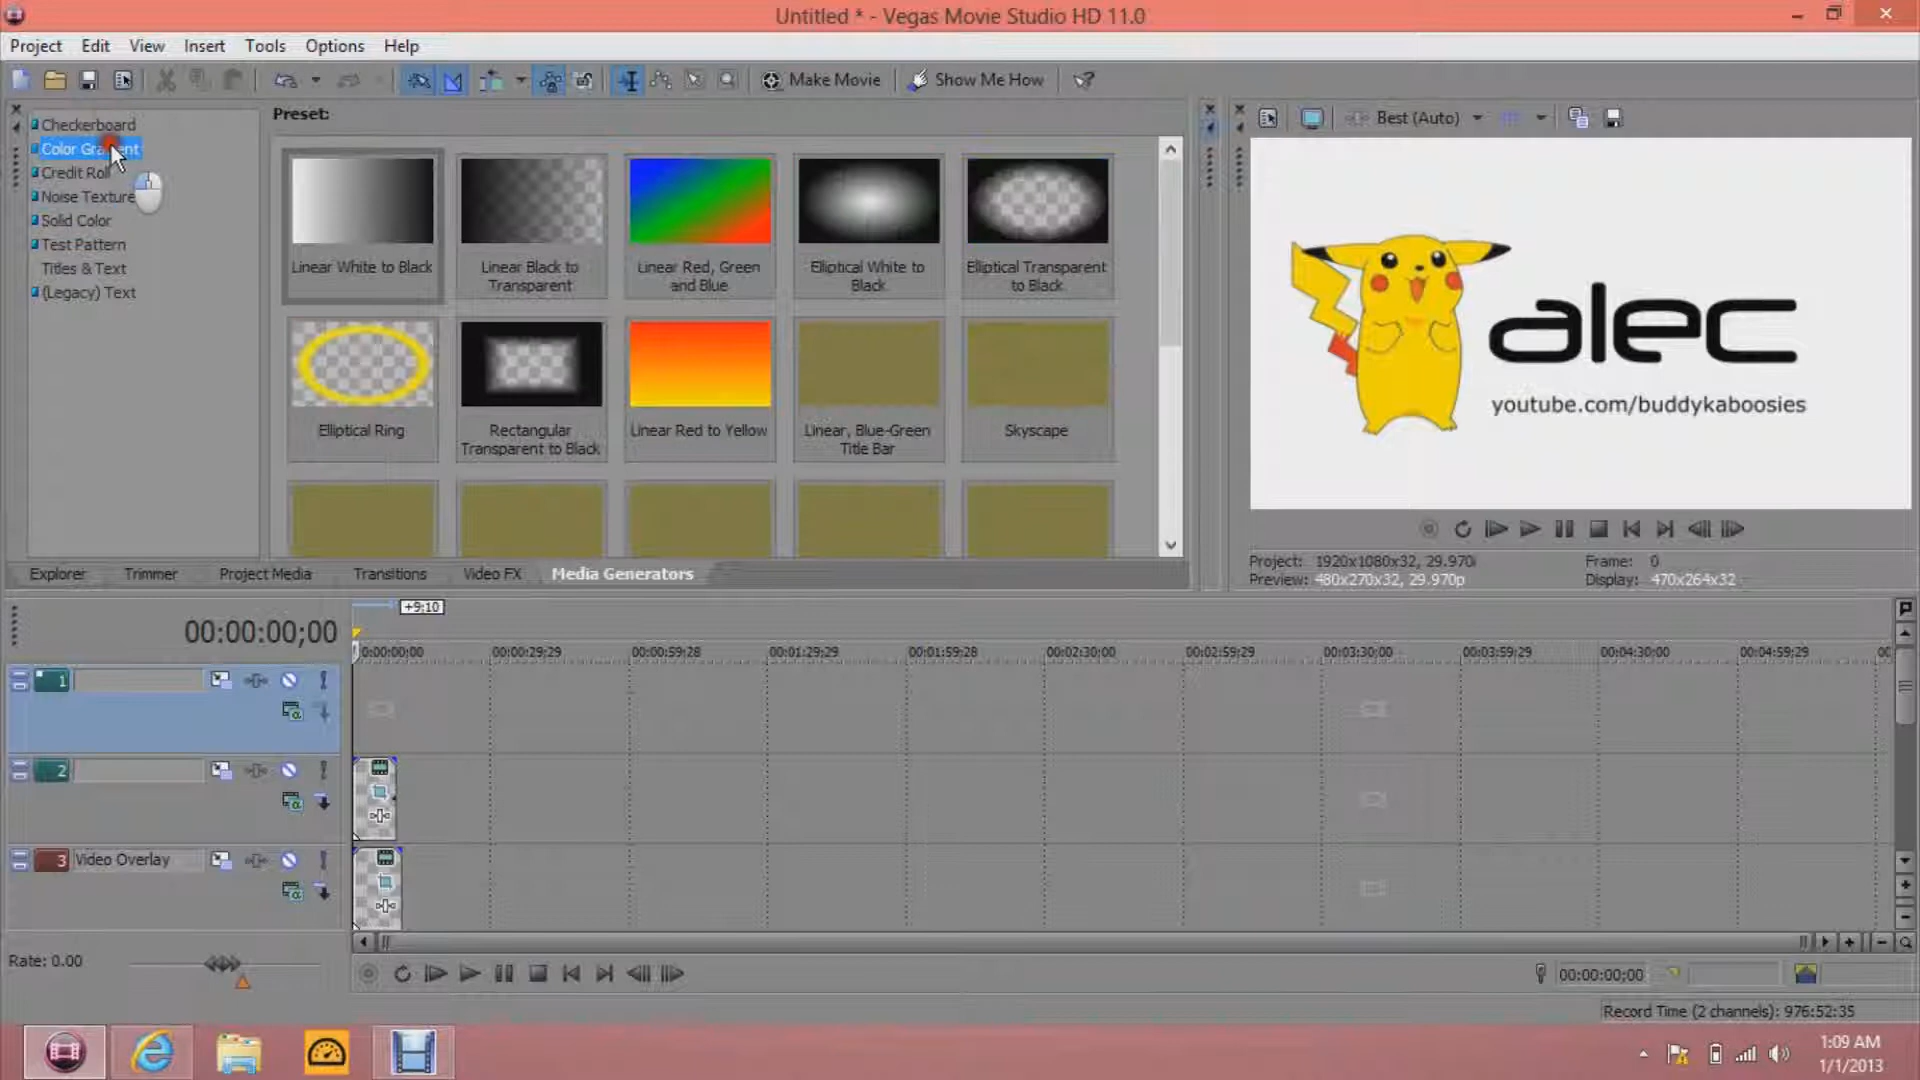 Untitled * - Vegas Movie Studio HD 11.0
Project Edit View Insert Tools Options Help
Make Movie Show Me How
Checkerboard
Color Gradient
Credit Roll
Noise Texture
Solid Color
Test Pattern
Titles & Text
(Legacy) Text
Preset:
Linear White to Black
Linear Black to
Transparent
Linear Red, Green
and Blue
Elliptical White to
Black
Elliptical Transparent
to Black
Elliptical Ring
Rectangular
Transparent to Black
Linear Red to Yellow
Linear, Blue-Green
Title Bar
Skyscape
Explorer Trimmer Project Media Transitions Video FX Media Generators
Best (Auto)
alec
youtube.com/buddykaboosies
Project: 1920x1080x32, 29.970i
Frame: 0
Preview: 480x270x32, 29.970p
Display: 470x264x32
+9:10
00:00:00;00
0:00:00;00 00:00:29;29 00:00:59;28 00:01:29;29 00:01:59;28 00:02:30;00 00:02:59;29 00:03:30;00 00:03:59;29 00:04:30;00 00:04:59;29 00
1
2
3 Video Overlay
Rate: 0.00
00:00:00;00
Record Time (2 channels): 976:52:35
1:09 AM
1/1/2013